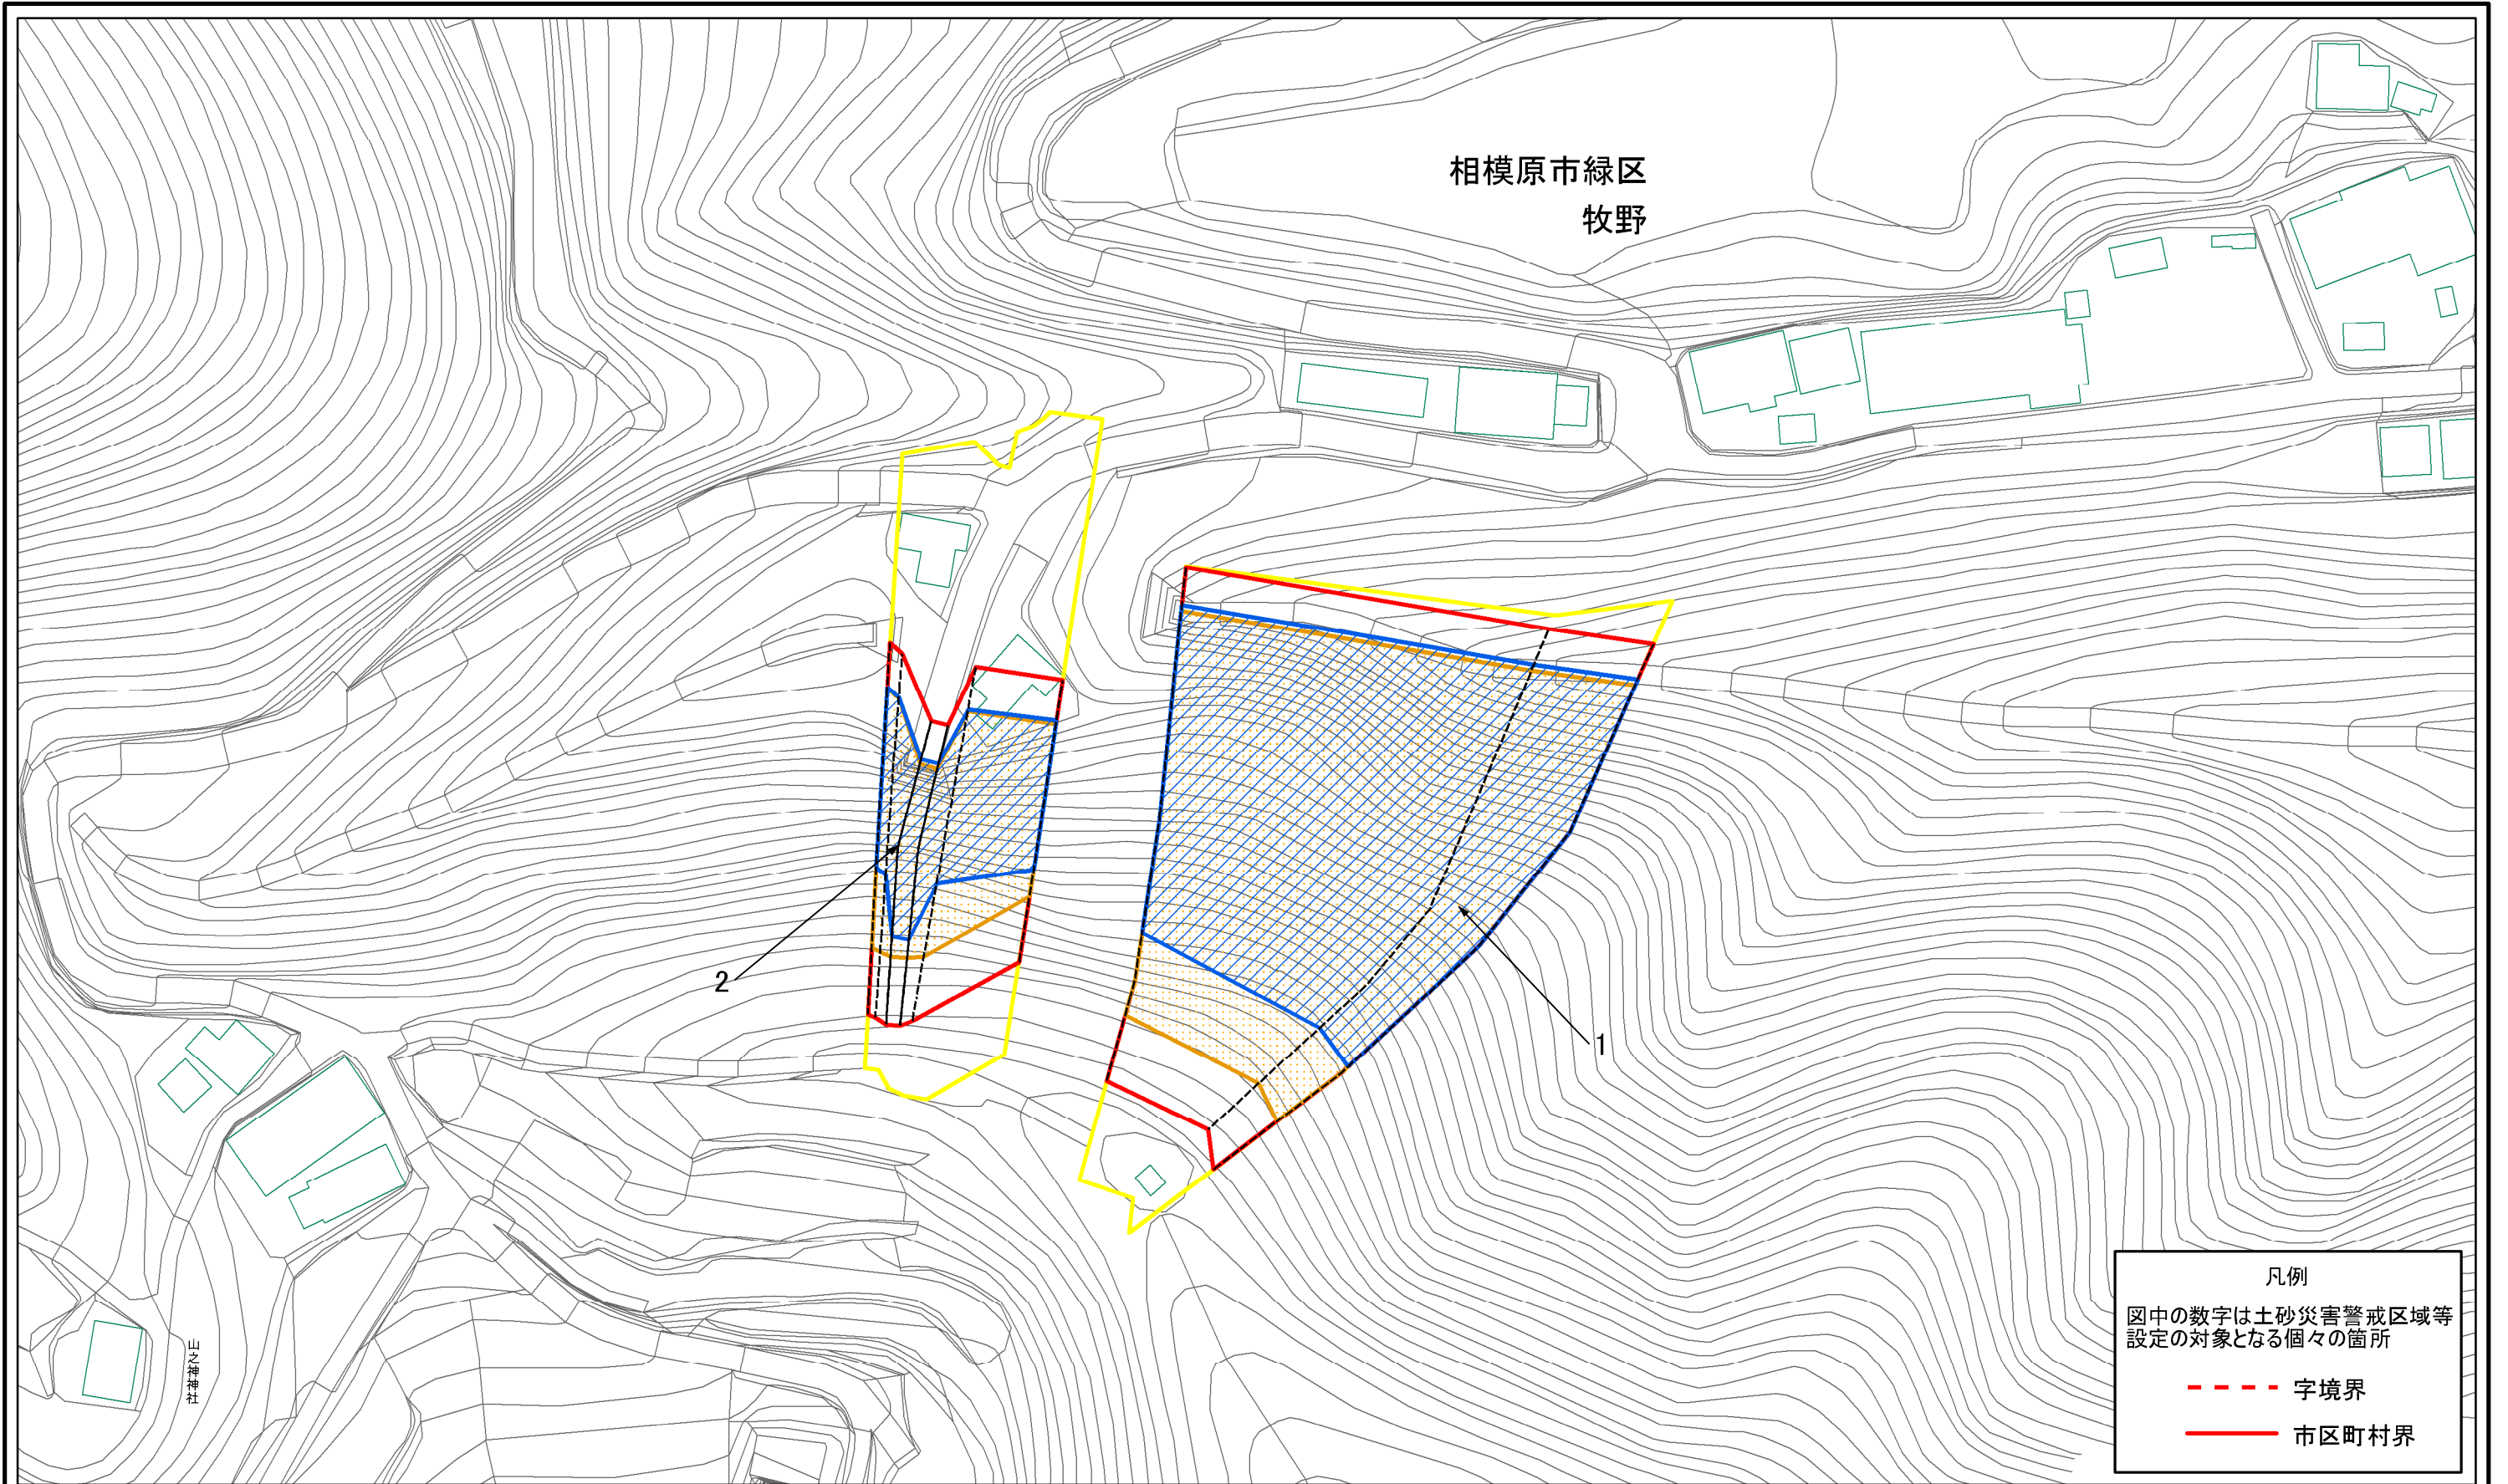 相模原市緑区
牧野
2
1
山之神神社
凡例
図中の数字は土砂災害警戒区域等
設定の対象となる個々の箇所
字境界
市区町村界